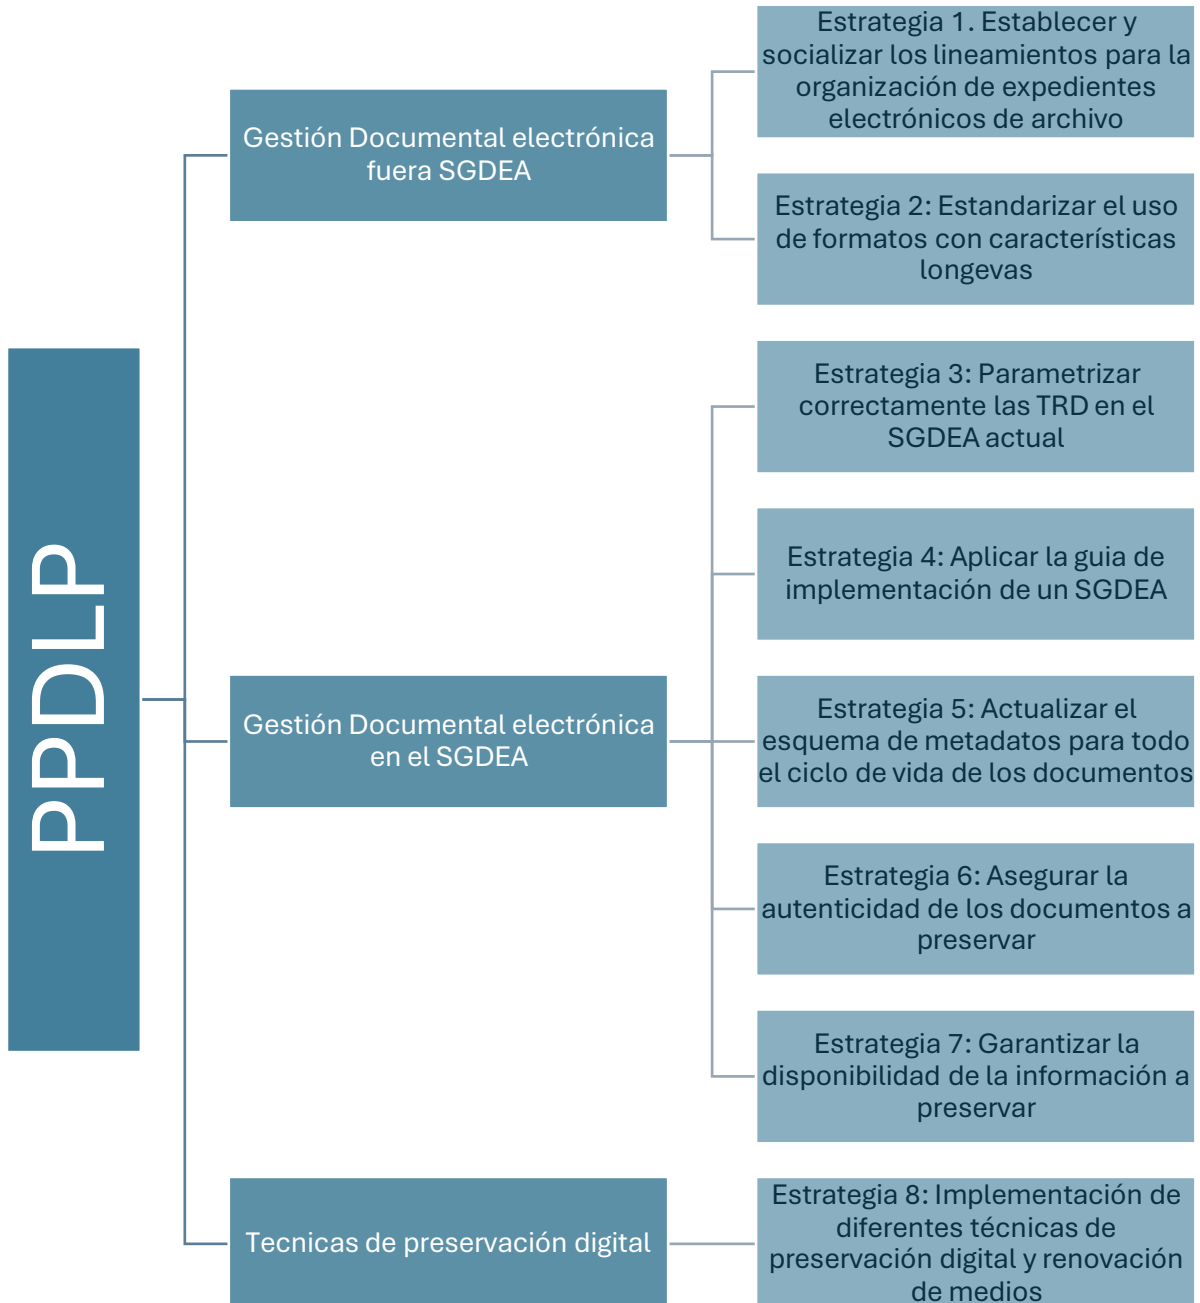 PPDLP
Gestión Documental electrónica
fuera SGDEA
Estrategia 1. Establecer y
socializar los lineamientos para la
organización de expedientes
electrónicos de archivo
Estrategia 2: Estandarizar el uso
de formatos con características
longevas
Gestión Documental electrónica
en el SGDEA
Estrategia 3: Parametrizar
correctamente las TRD en el
SGDEA actual
Estrategia 4: Aplicar la guia de
implementación de un SGDEA
Estrategia 5: Actualizar el
esquema de metadatos para todo
el ciclo de vida de los documentos
Estrategia 6: Asegurar la
autenticidad de los documentos a
preservar
Estrategia 7: Garantizar la
disponibilidad de la información a
preservar
Tecnicas de preservación digital
Estrategia 8: Implementación de
diferentes técnicas de
preservación digital y renovación
de medios